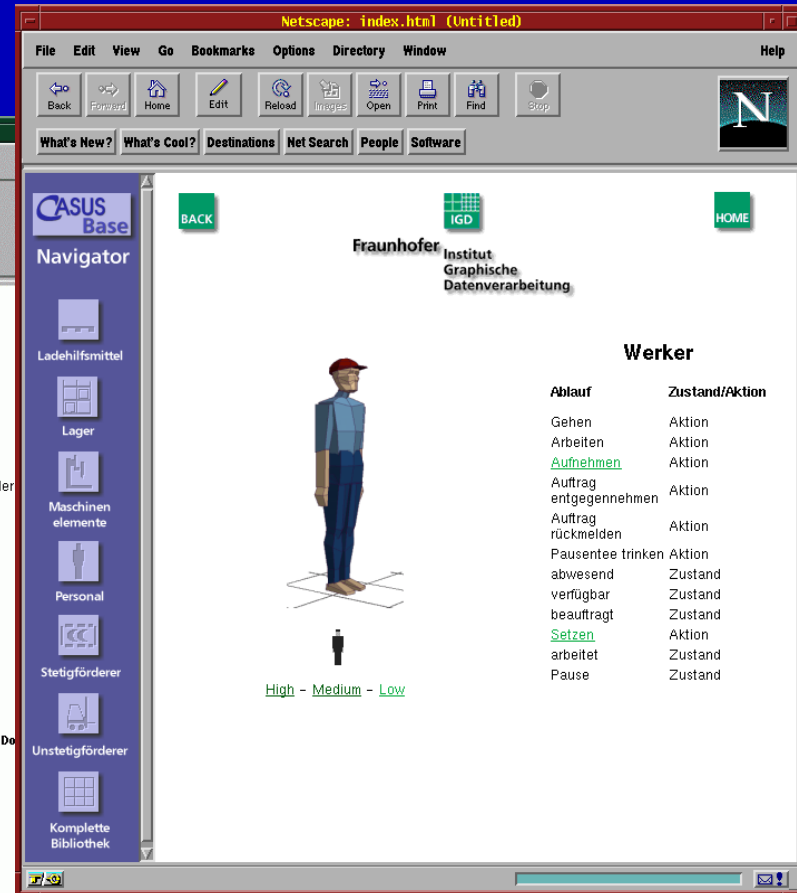 Netscape: index.html (Untitled)
File Edit View Go Bookmarks Options Directory Window Help
Back Forward Home Edit Reload Images Open Print Find Stop
N
What's New? What's Cool? Destinations Net Search People Software
CASUS
Base
Navigator
Ladehilfsmittel
Lager
Maschinen
elemente
Personal
Stetigförderer
Unstetigförderer
Komplette
Bibliothek
BACK
IGD
HOME
Fraunhofer Institut
Graphische
Datenverarbeitung
High - Medium - Low
Werker
Ablauf Zustand/Aktion
Gehen Aktion
Arbeiten Aktion
Aufnehmen Aktion
Auftrag
entgegennehmen Aktion
Auftrag
rückmelden Aktion
Pausentee trinken Aktion
abwesend Zustand
verfügbar Zustand
beauftragt Zustand
Setzen Aktion
arbeitet Zustand
Pause Zustand
ler
Do